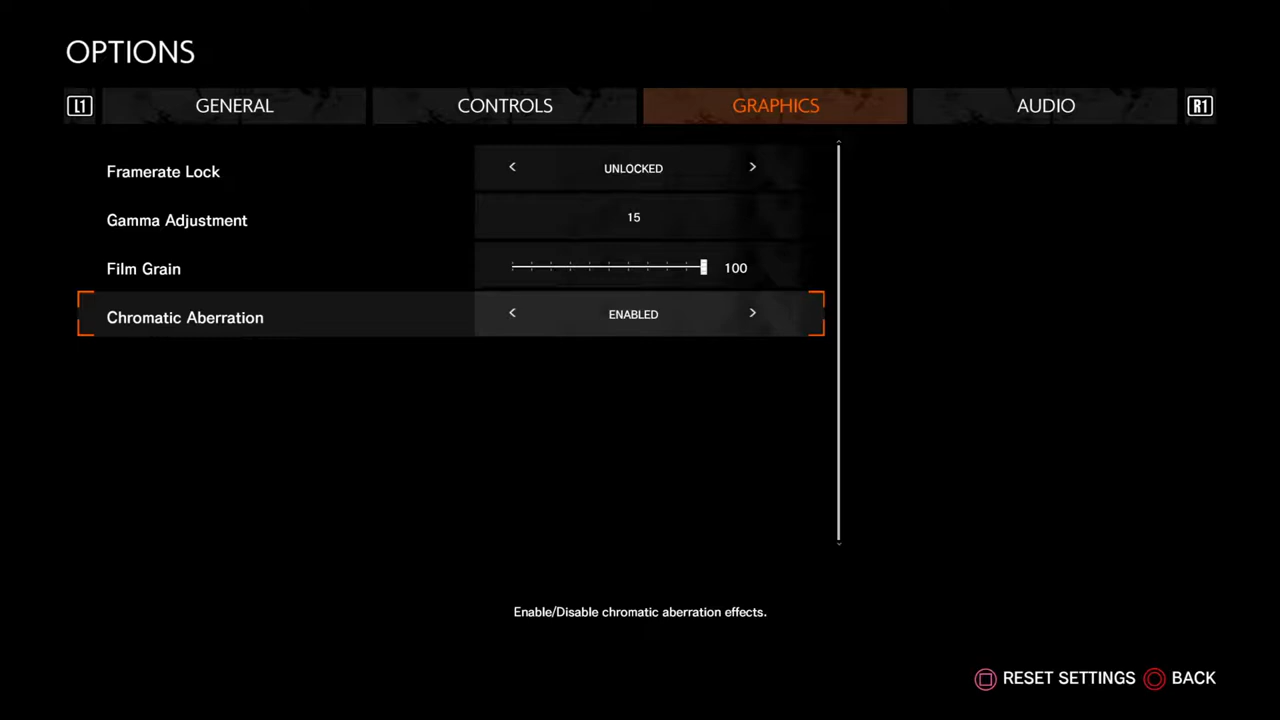 OPTIONS
L1 GENERAL CONTROLS GRAPHICS AUDIO R1
Framerate Lock < UNLOCKED >
Gamma Adjustment 15
Film Grain 100
Chromatic Aberration < ENABLED >
Enable/Disable chromatic aberration effects.
RESET SETTINGS BACK